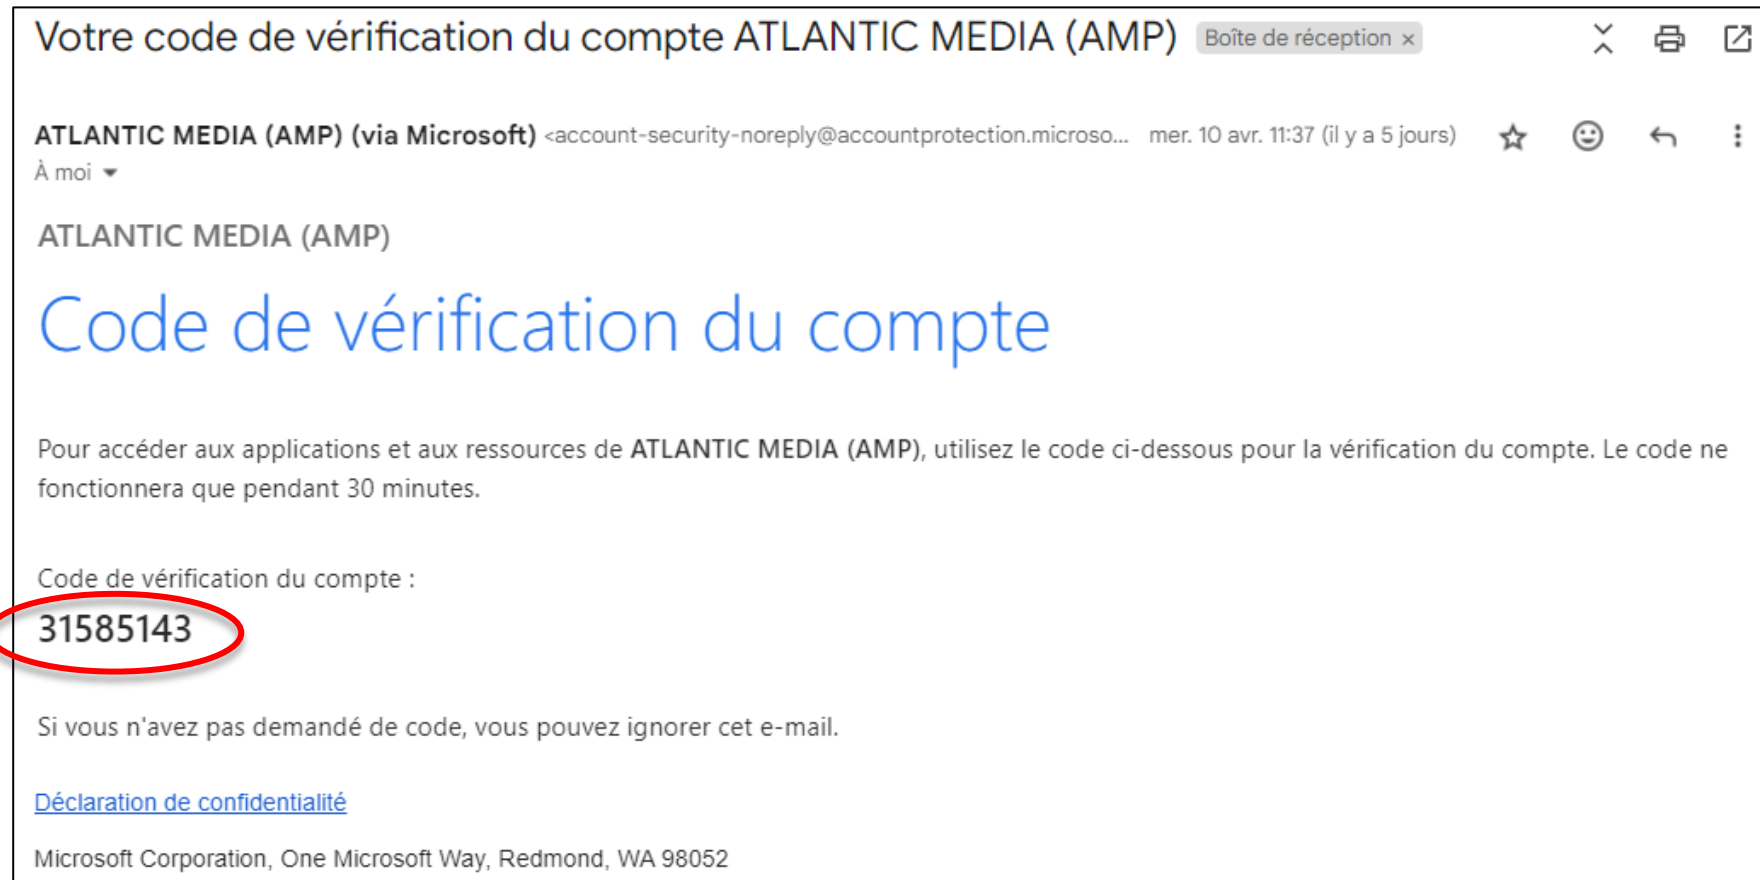 Votre code de vérification du compte ATLANTIC MEDIA (AMP) Boîte de réception ×
ATLANTIC MEDIA (AMP) (via Microsoft) <account-security-noreply@accountprotection.microso... mer. 10 avr. 11:37 (il y a 5 jours)
À moi
ATLANTIC MEDIA (AMP)
Code de vérification du compte
Pour accéder aux applications et aux ressources de ATLANTIC MEDIA (AMP), utilisez le code ci-dessous pour la vérification du compte. Le code ne
fonctionnera que pendant 30 minutes.
Code de vérification du compte :
31585143
Si vous n'avez pas demandé de code, vous pouvez ignorer cet e-mail.
Déclaration de confidentialité
Microsoft Corporation, One Microsoft Way, Redmond, WA 98052